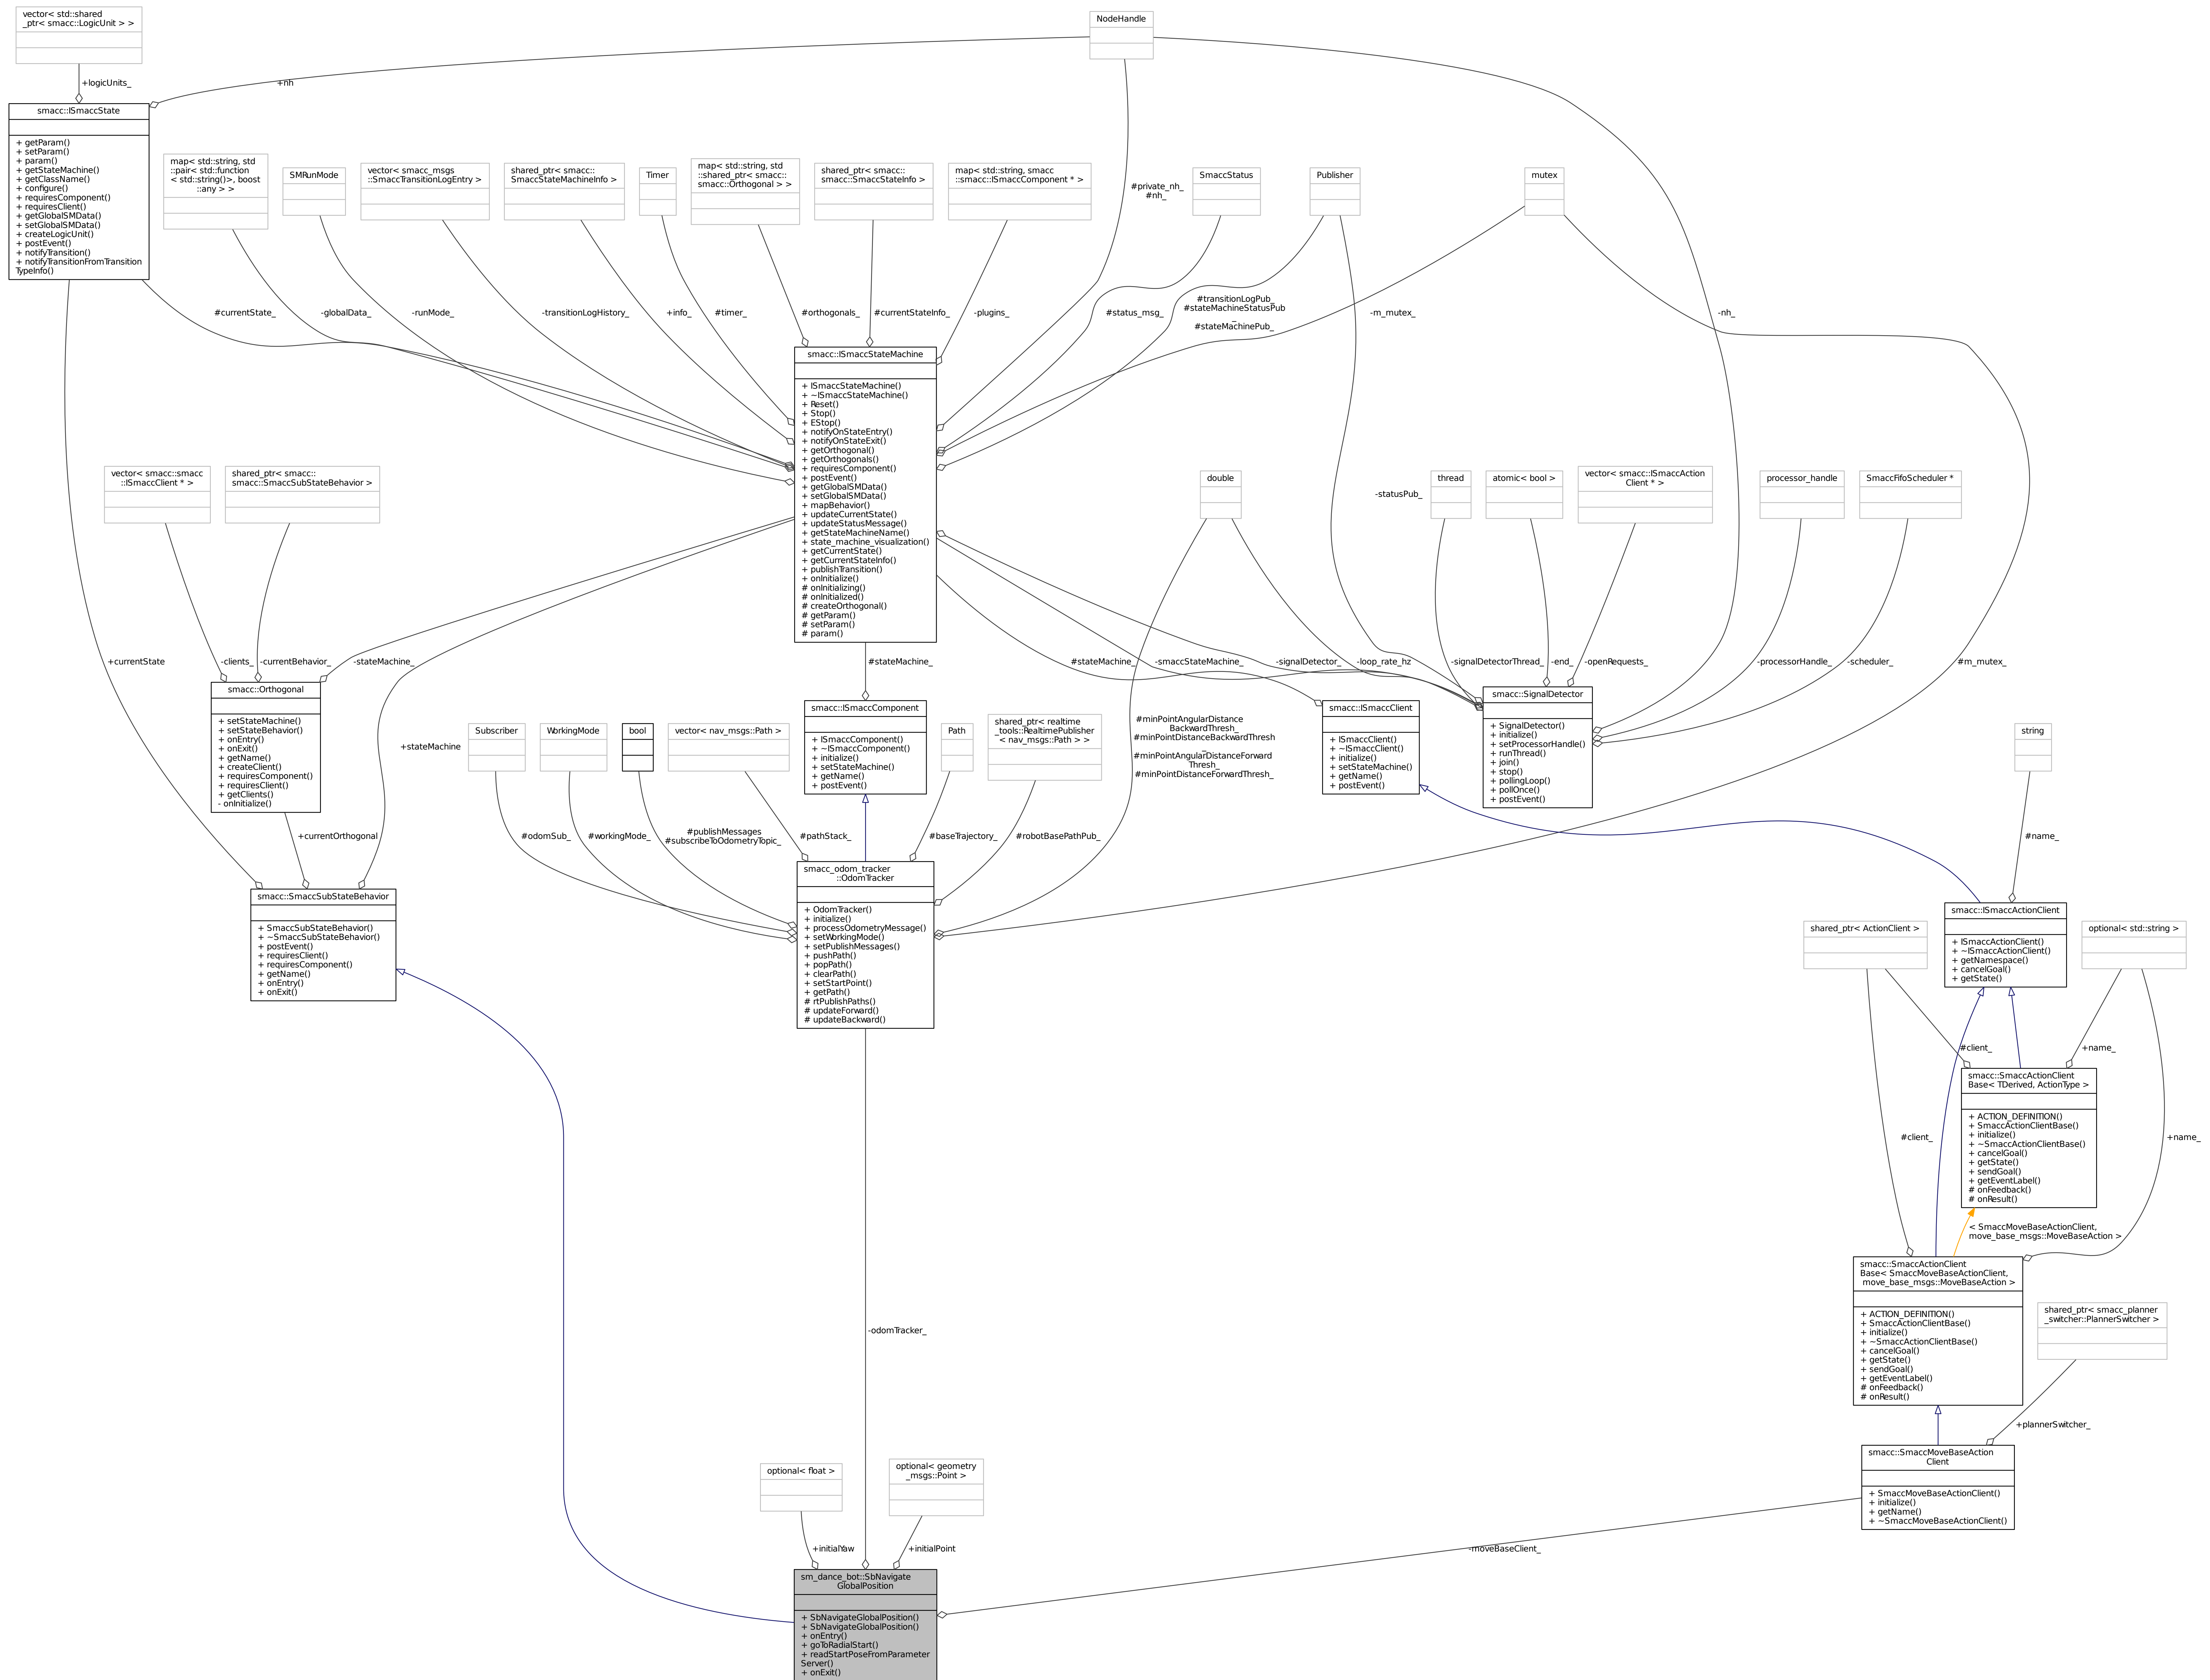 vector< std::shared
_ptr< smacc::LogicUnit > >
NodeHandle
+logicUnits_
+nh
smacc::ISmaccState
+ getParam()
+ setParam()
+ param()
+ getStateMachine()
+ getClassName()
+ configure()
+ requiresComponent()
+ requiresClient()
+ getGlobalSMData()
+ setGlobalSMData()
+ createLogicUnit()
+ postEvent()
+ notifyTransition()
+ notifyTransitionFromTransition
TypeInfo()
map< std::string, std
::pair< std::function
< std::string()>, boost
::any > >
SMRunMode
vector< smacc_msgs
::SmaccTransitionLogEntry >
shared_ptr< smacc::
SmaccStateMachineInfo >
Timer
map< std::string, std
::shared_ptr< smacc::
smacc::Orthogonal > >
shared_ptr< smacc::
smacc::SmaccStateInfo >
map< std::string, smacc
::smacc::ISmaccComponent * >
#private_nh_
#nh_
SmaccStatus
Publisher
mutex
#currentState_
-globalData_
-runMode_
-transitionLogHistory_
+info_
#timer_
#orthogonals_
#currentStateInfo_
-plugins_
#status_msg_
#transitionLogPub_
#stateMachineStatusPub
_
#stateMachinePub_
-m_mutex_
-nh_
smacc::ISmaccStateMachine
+ ISmaccStateMachine()
+ ~ISmaccStateMachine()
+ Reset()
+ Stop()
+ EStop()
+ notifyOnStateEntry()
+ notifyOnStateExit()
+ getOrthogonal()
+ getOrthogonals()
+ requiresComponent()
+ postEvent()
+ getGlobalSMData()
+ setGlobalSMData()
+ mapBehavior()
+ updateCurrentState()
+ updateStatusMessage()
+ getStateMachineName()
+ state_machine_visualization()
+ getCurrentState()
+ getCurrentStateInfo()
+ publishTransition()
+ onInitialize()
# onInitializing()
# onInitialized()
# createOrthogonal()
# getParam()
# setParam()
# param()
vector< smacc::smacc
::ISmaccClient * >
shared_ptr< smacc::
smacc::SmaccSubStateBehavior >
double
-statusPub_
thread
atomic< bool >
vector< smacc::ISmaccAction
Client * >
processor_handle
SmaccFifoScheduler *
+currentState
-clients_
-currentBehavior_
-stateMachine_
#stateMachine_
#stateMachine_
-smaccStateMachine_
-signalDetector_
-loop_rate_hz
-signalDetectorThread_
-end_
-openRequests_
-processorHandle_
-scheduler_
#m_mutex_
smacc::Orthogonal
+ setStateMachine()
+ setStateBehavior()
+ onEntry()
+ onExit()
+ getName()
+ createClient()
+ requiresComponent()
+ requiresClient()
+ getClients()
- onInitialize()
+stateMachine
Subscriber
WorkingMode
bool
vector< nav_msgs::Path >
smacc::ISmaccComponent
+ ISmaccComponent()
+ ~ISmaccComponent()
+ initialize()
+ setStateMachine()
+ getName()
+ postEvent()
Path
shared_ptr< realtime
_tools::RealtimePublisher
< nav_msgs::Path > >
#minPointAngularDistance
BackwardThresh_
#minPointDistanceBackwardThresh
_
#minPointAngularDistanceForward
Thresh_
#minPointDistanceForwardThresh_
smacc::ISmaccClient
+ ISmaccClient()
+ ~ISmaccClient()
+ initialize()
+ setStateMachine()
+ getName()
+ postEvent()
smacc::SignalDetector
+ SignalDetector()
+ initialize()
+ setProcessorHandle()
+ runThread()
+ join()
+ stop()
+ pollingLoop()
+ pollOnce()
+ postEvent()
string
+currentOrthogonal
#odomSub_
#workingMode_
#publishMessages
#subscribeToOdometryTopic_
#pathStack_
#baseTrajectory_
#robotBasePathPub_
#name_
smacc::SmaccSubStateBehavior
+ SmaccSubStateBehavior()
+ ~SmaccSubStateBehavior()
+ postEvent()
+ requiresClient()
+ requiresComponent()
+ getName()
+ onEntry()
+ onExit()
smacc_odom_tracker
::OdomTracker
+ OdomTracker()
+ initialize()
+ processOdometryMessage()
+ setWorkingMode()
+ setPublishMessages()
+ pushPath()
+ popPath()
+ clearPath()
+ setStartPoint()
+ getPath()
# rtPublishPaths()
# updateForward()
# updateBackward()
shared_ptr< ActionClient >
smacc::ISmaccActionClient
+ ISmaccActionClient()
+ ~ISmaccActionClient()
+ getNamespace()
+ cancelGoal()
+ getState()
optional< std::string >
#client_
+name_
smacc::SmaccActionClient
Base< TDerived, ActionType >
+ ACTION_DEFINITION()
+ SmaccActionClientBase()
+ initialize()
+ ~SmaccActionClientBase()
+ cancelGoal()
+ getState()
+ sendGoal()
+ getEventLabel()
# onFeedback()
# onResult()
#client_
+name_
< SmaccMoveBaseActionClient,
move_base_msgs::MoveBaseAction >
smacc::SmaccActionClient
Base< SmaccMoveBaseActionClient,
move_base_msgs::MoveBaseAction >
+ ACTION_DEFINITION()
+ SmaccActionClientBase()
+ initialize()
+ ~SmaccActionClientBase()
+ cancelGoal()
+ getState()
+ sendGoal()
+ getEventLabel()
# onFeedback()
# onResult()
shared_ptr< smacc_planner
_switcher::PlannerSwitcher >
-odomTracker_
+plannerSwitcher_
optional< float >
optional< geometry
_msgs::Point >
smacc::SmaccMoveBaseAction
Client
+ SmaccMoveBaseActionClient()
+ initialize()
+ getName()
+ ~SmaccMoveBaseActionClient()
+initialYaw
+initialPoint
-moveBaseClient_
sm_dance_bot::SbNavigate
GlobalPosition
+ SbNavigateGlobalPosition()
+ SbNavigateGlobalPosition()
+ onEntry()
+ goToRadialStart()
+ readStartPoseFromParameter
Server()
+ onExit()